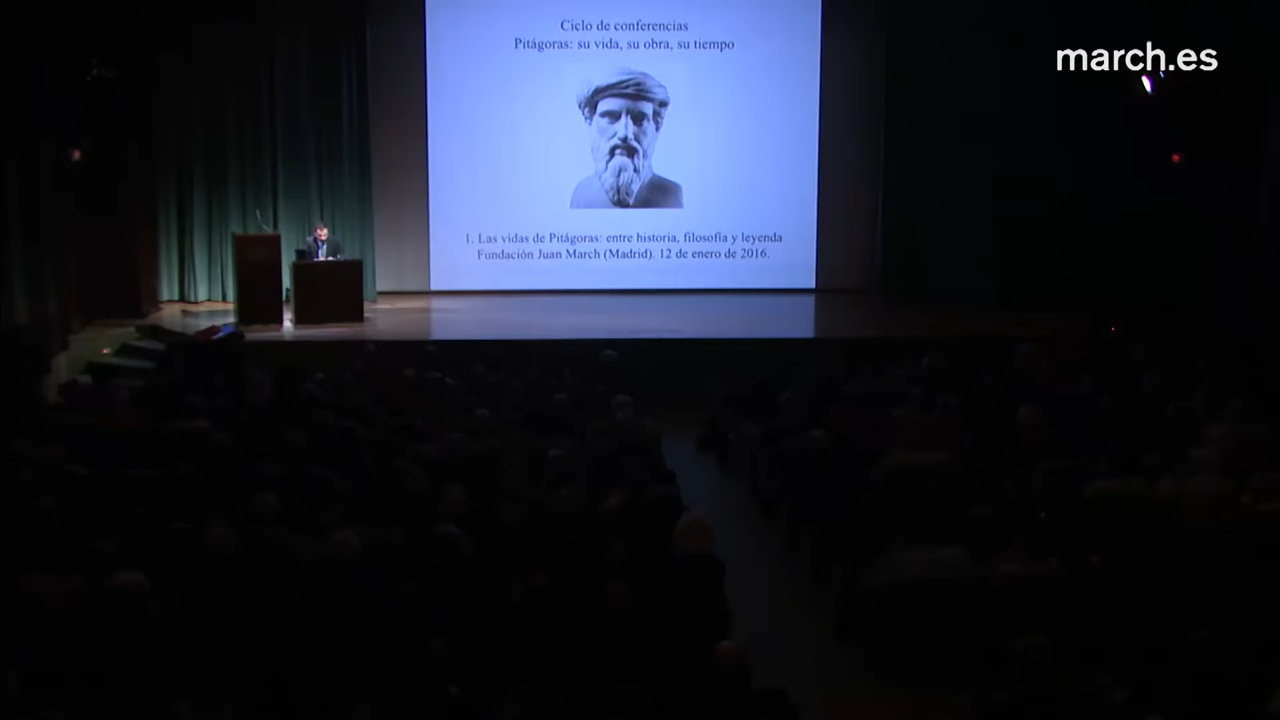 Ciclo de conferencias
Pitágoras: su vida, su obra, su tiempo
march.es
1. Las vidas de Pitágoras: entre historia, filosofía y leyenda
Fundación Juan March (Madrid). 12 de enero de 2016.